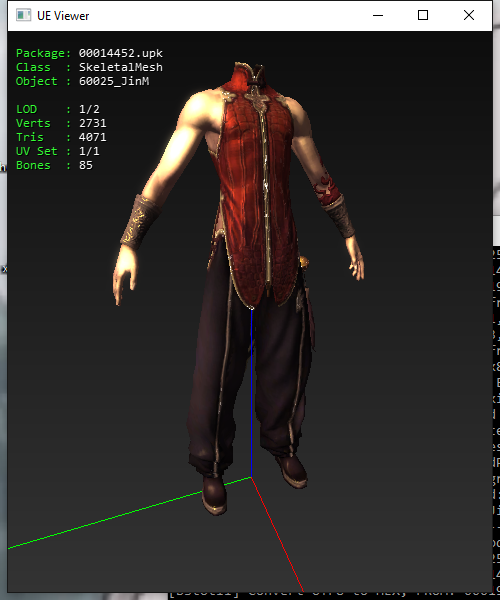 UE Viewer
Package: 00014452.upk
Class : SkeletalMesh
Object : 60025_JinM
LOD : 1/2
Verts : 2731
Tris : 4071
UV Set : 1/1
Bones : 85